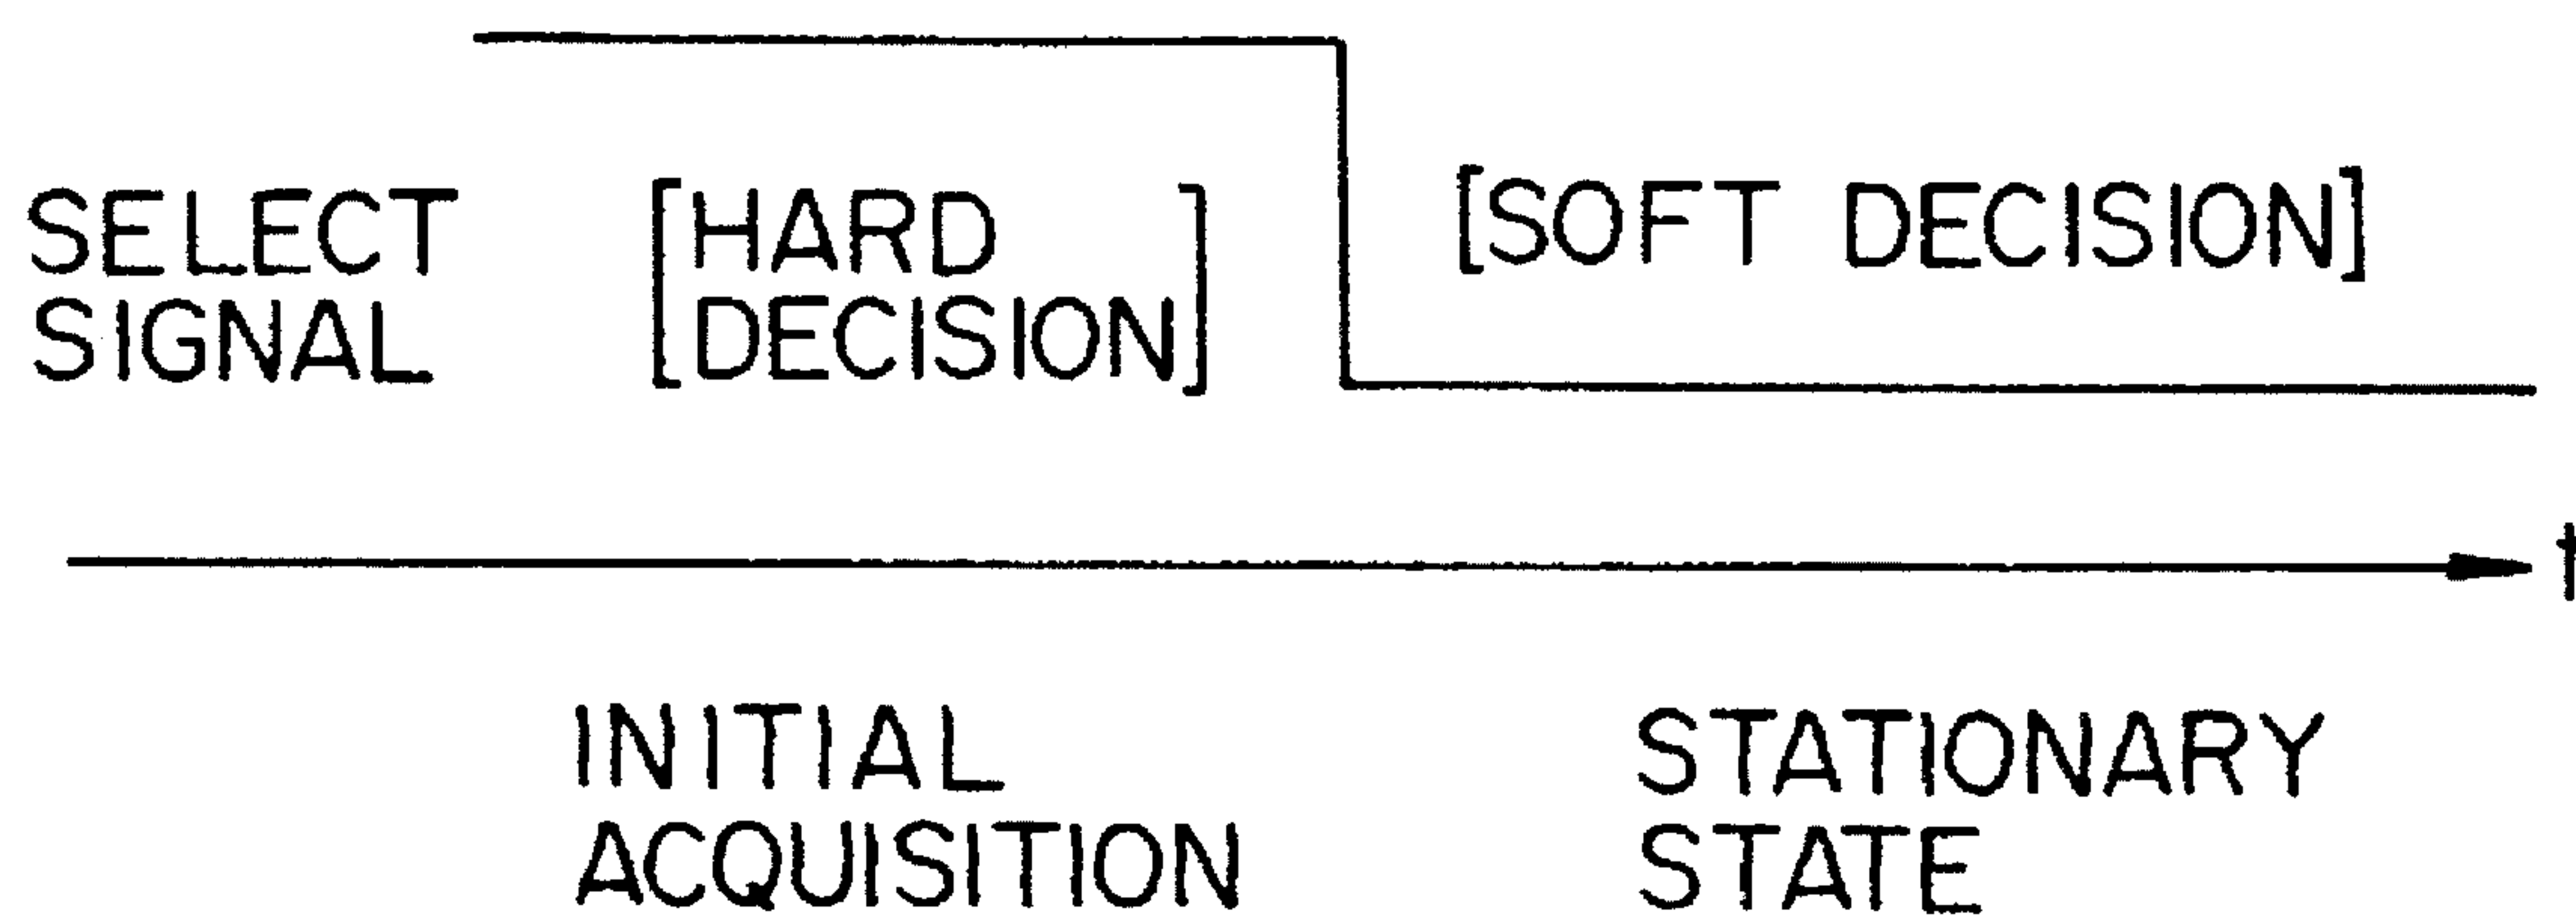 SELECT
SIGNAL
[HARD
DECISION]
[SOFT DECISION]
t
INITIAL
ACQUISITION
STATIONARY
STATE